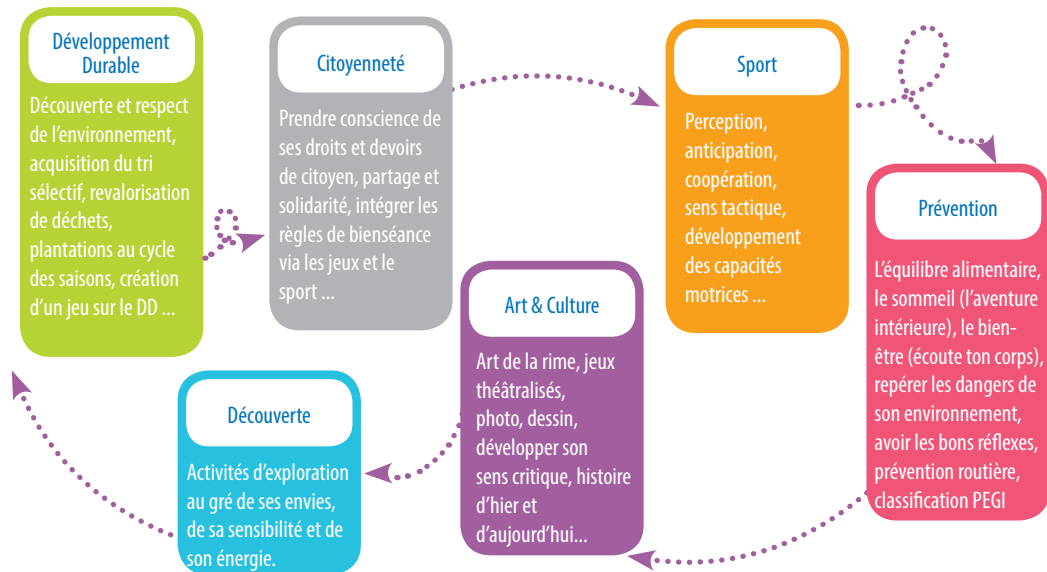 Développement
Durable
Découverte et respect
de l'environnement,
acquisition du tri
sélectif, revalorisation
de déchets,
plantations au cycle
des saisons, création
d'un jeu sur le DD ...
Citoyenneté
Prendre conscience de
ses droits et devoirs
de citoyen, partage et
solidarité, intégrer les
règles de bienséance
via les jeux et le
sport ...
Sport
Perception,
anticipation,
coopération,
sens tactique,
développement
des capacités
motrices ...
Prévention
L'équilibre alimentaire,
le sommeil (l'aventure
intérieure), le bien-
être (écoute ton corps),
repérer les dangers de
son environnement,
avoir les bons réflexes,
prévention routière,
classification PEGI
Art & Culture
Art de la rime, jeux
théâtralisés,
photo, dessin,
développer son
sens critique, histoire
d'hier et
d'aujourd'hui...
Découverte
Activités d'exploration
au gré de ses envies,
de sa sensibilité et de
son énergie.